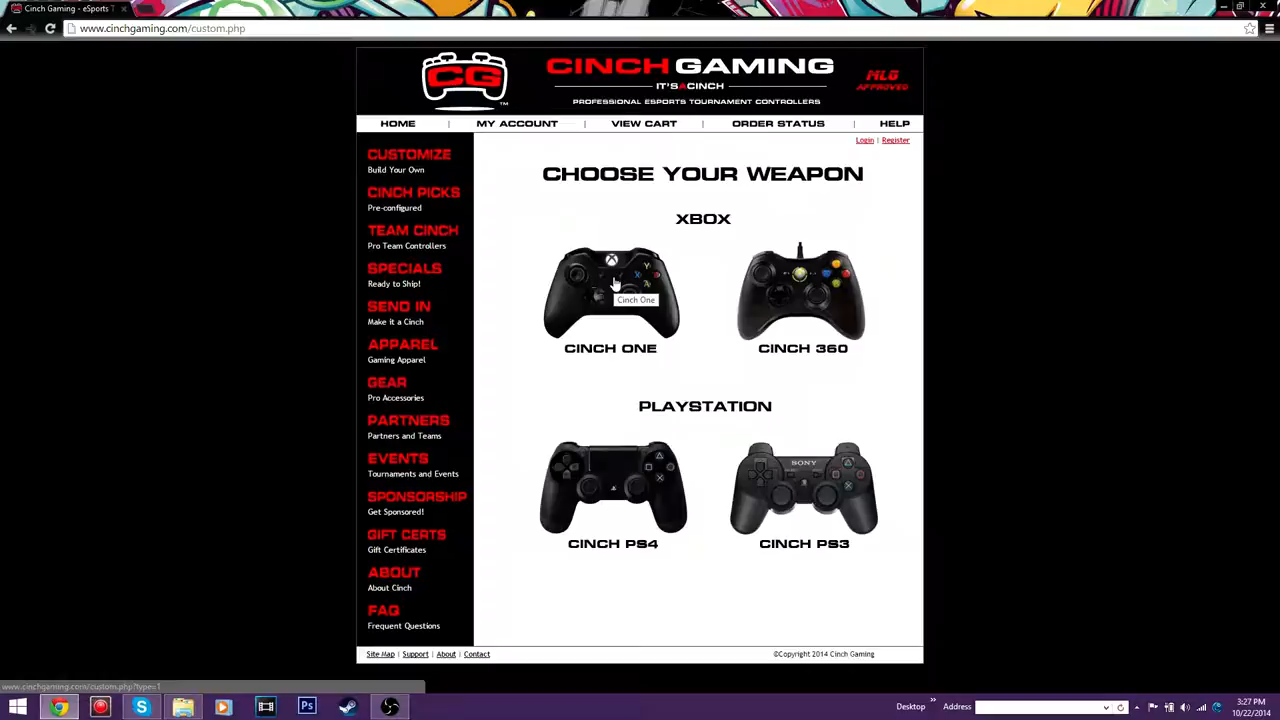 Cinch Gaming - eSports T
www.cinchgaming.com/custom.php
CG
TM
CINCH GAMING
IT'S A CINCH
PROFESSIONAL ESPORTS TOURNAMENT CONTROLLERS
MLG
APPROVED
HOME | MY ACCOUNT | VIEW CART | ORDER STATUS | HELP
Login | Register
CUSTOMIZE
Build Your Own
CINCH PICKS
Pre-configured
TEAM CINCH
Pro Team Controllers
SPECIALS
Ready to Ship!
SEND IN
Make it a Cinch
APPAREL
Gaming Apparel
GEAR
Pro Accessories
PARTNERS
Partners and Teams
EVENTS
Tournaments and Events
SPONSORSHIP
Get Sponsored!
GIFT CERTS
Gift Certificates
ABOUT
About Cinch
FAQ
Frequent Questions
CHOOSE YOUR WEAPON
XBOX
Y
X
A
Cinch One
CINCH ONE
CINCH 360
PLAYSTATION
SONY
CINCH PS4
CINCH PS3
Site Map | Support | About | Contact
©Copyright 2014 Cinch Gaming
www.cinchgaming.com/custom.php?type=1
Ps
Desktop
Address
3:27 PM
10/22/2014